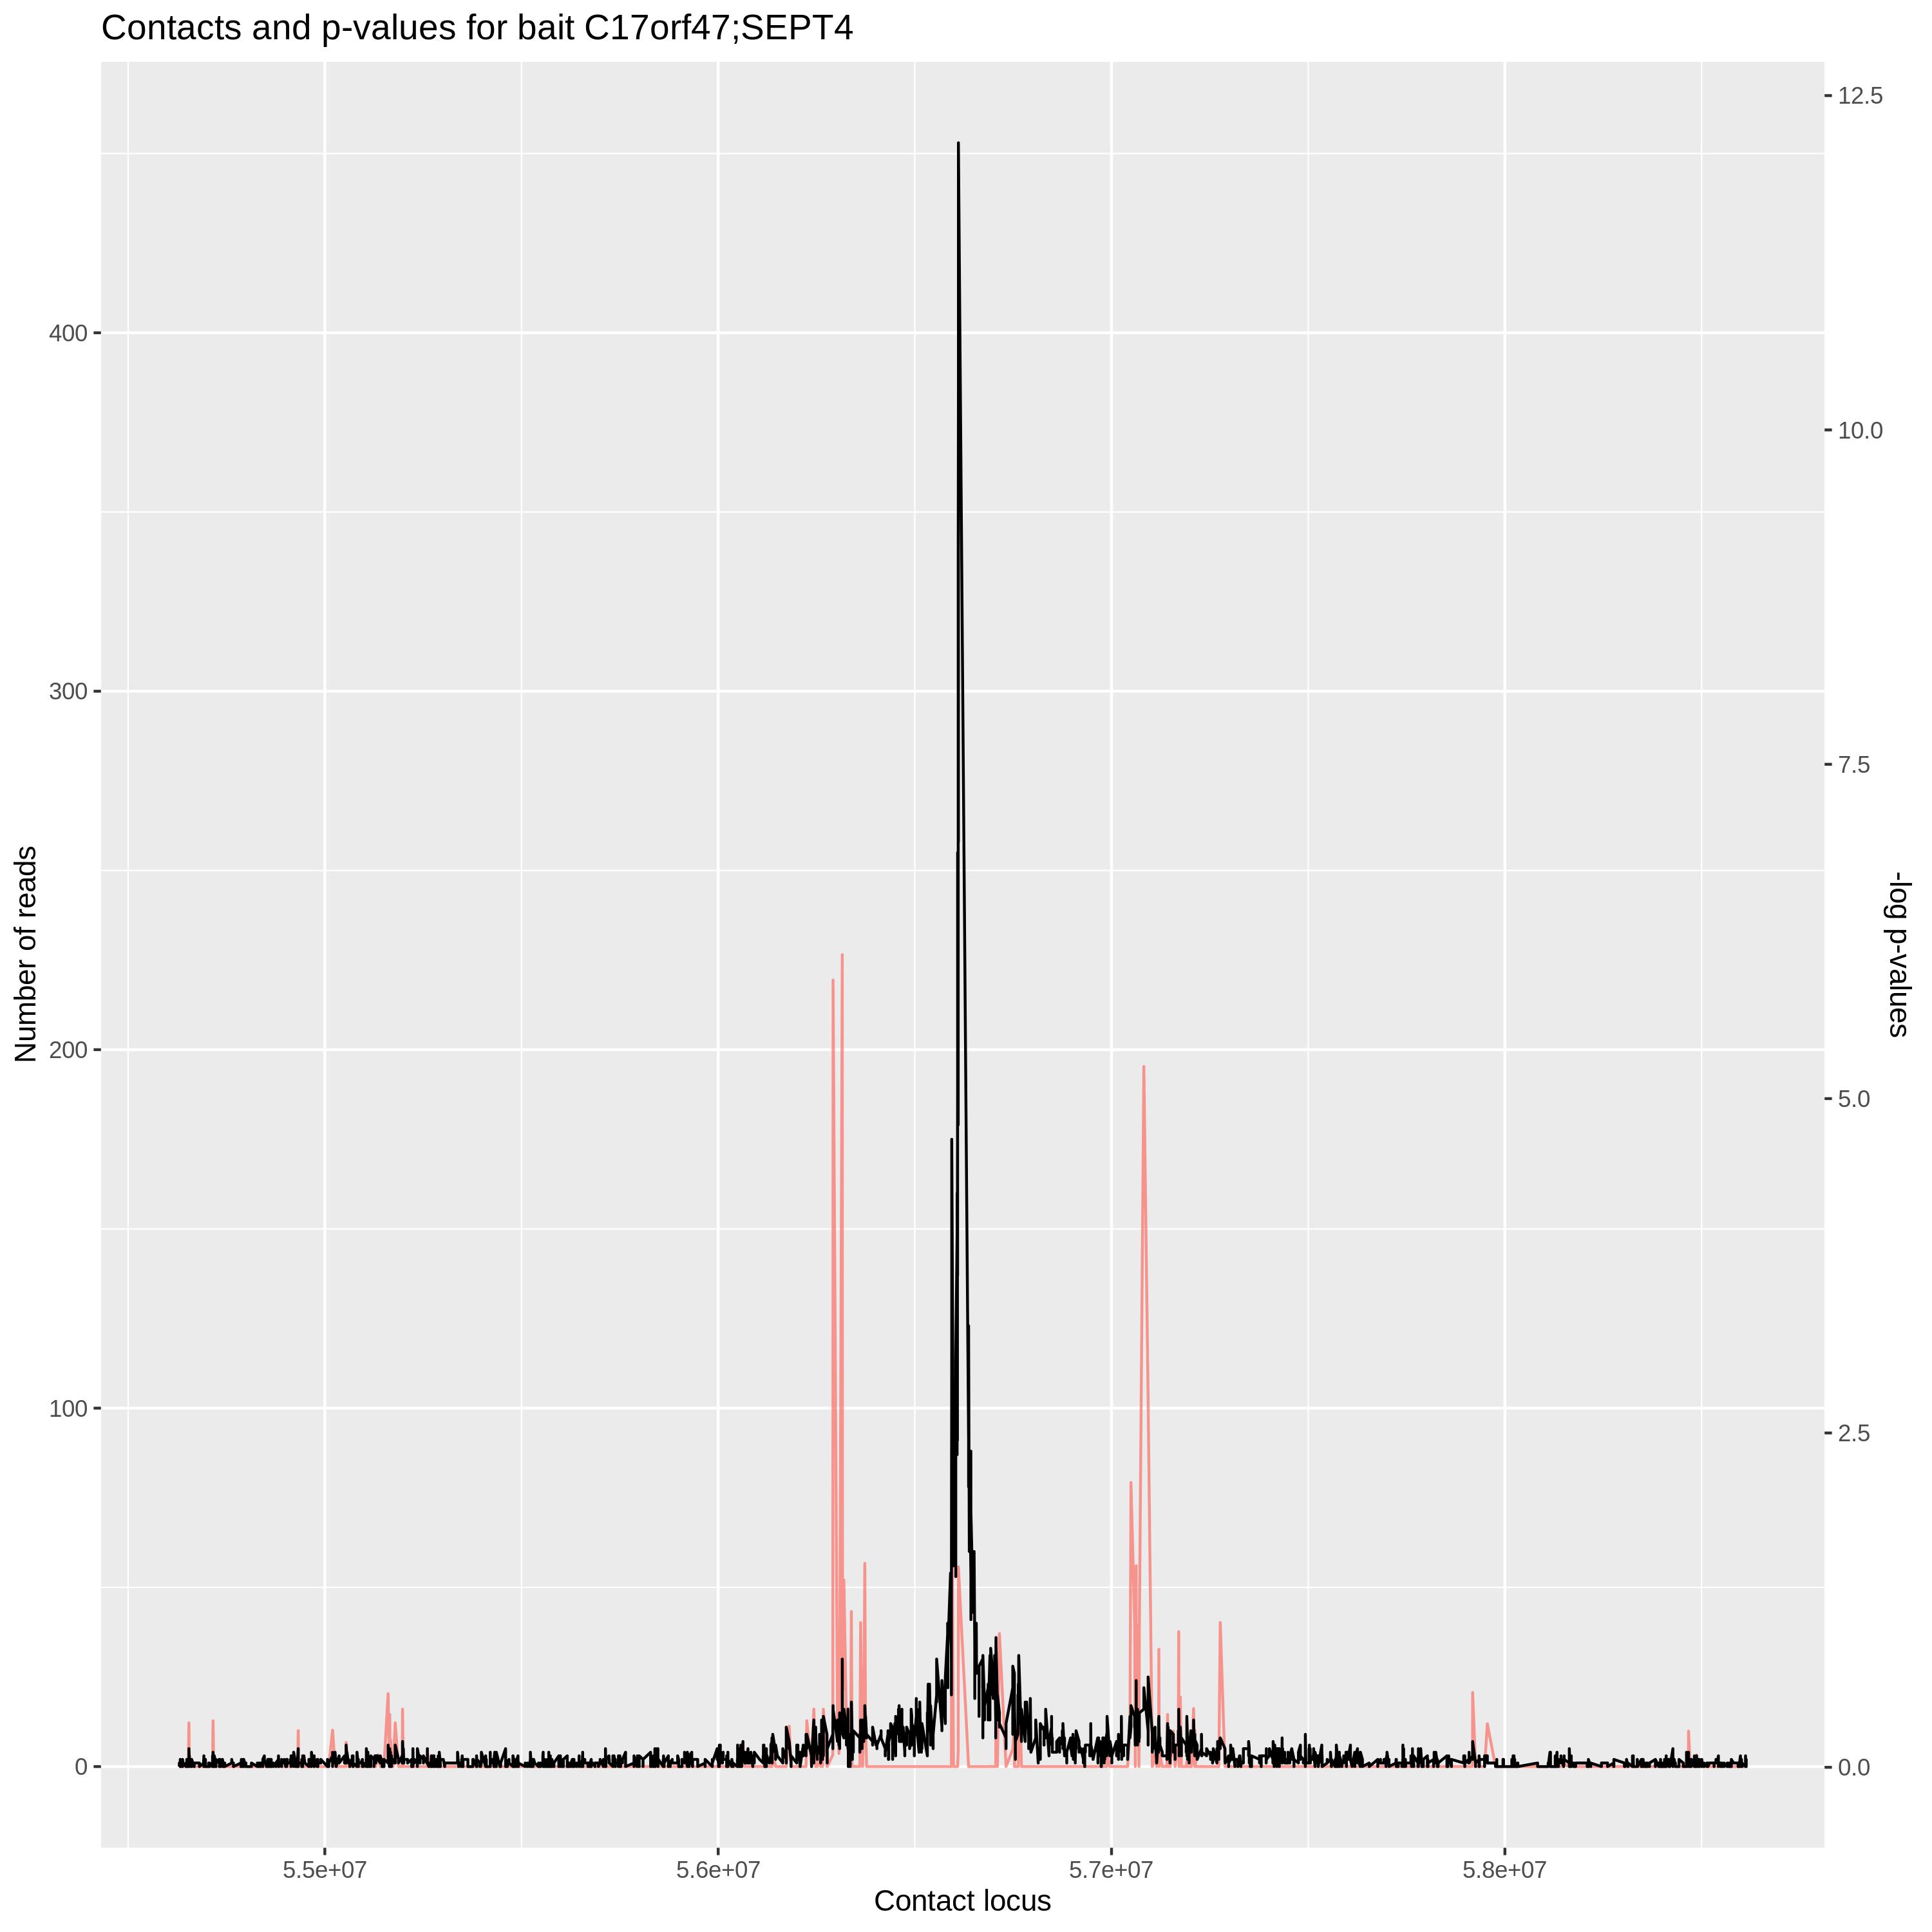 Contacts and p-values for bait C17orf47;SEPT4
12.5
400
10.0
300
7.5
Number of reads
-log p-values
200
5.0
100
2.5
0
0.0
5.5e+07
5.6e+07
5.7e+07
5.8e+07
Contact locus